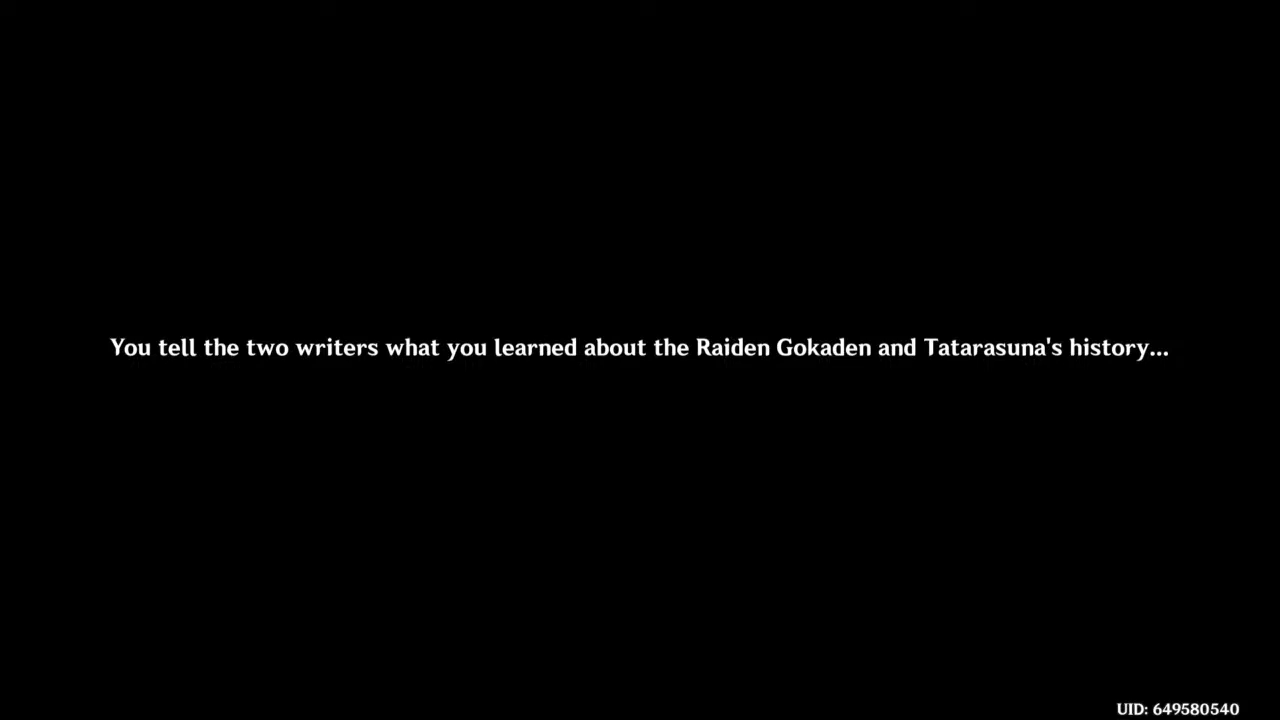 You tell the two writers what you learned about the Raiden Gokaden and Tatarasuna's history...
UID: 649580540